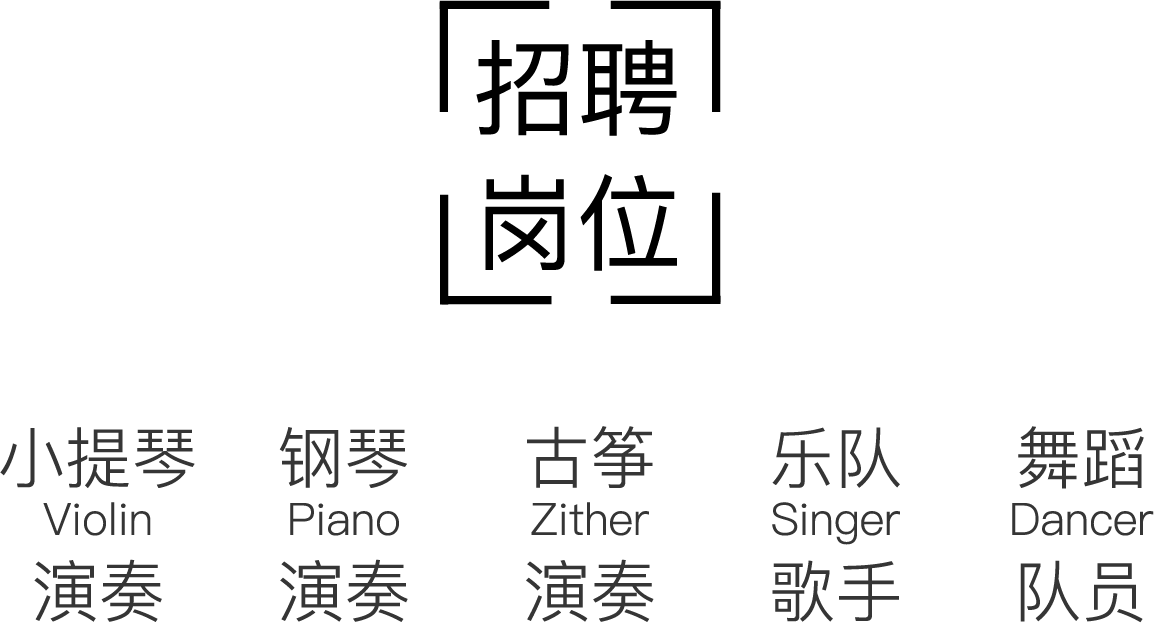 招聘
岗位
小提琴
Violin
演奏
钢琴
Piano
演奏
古筝
Zither
演奏
乐队
Singer
歌手
舞蹈
Dancer
队员